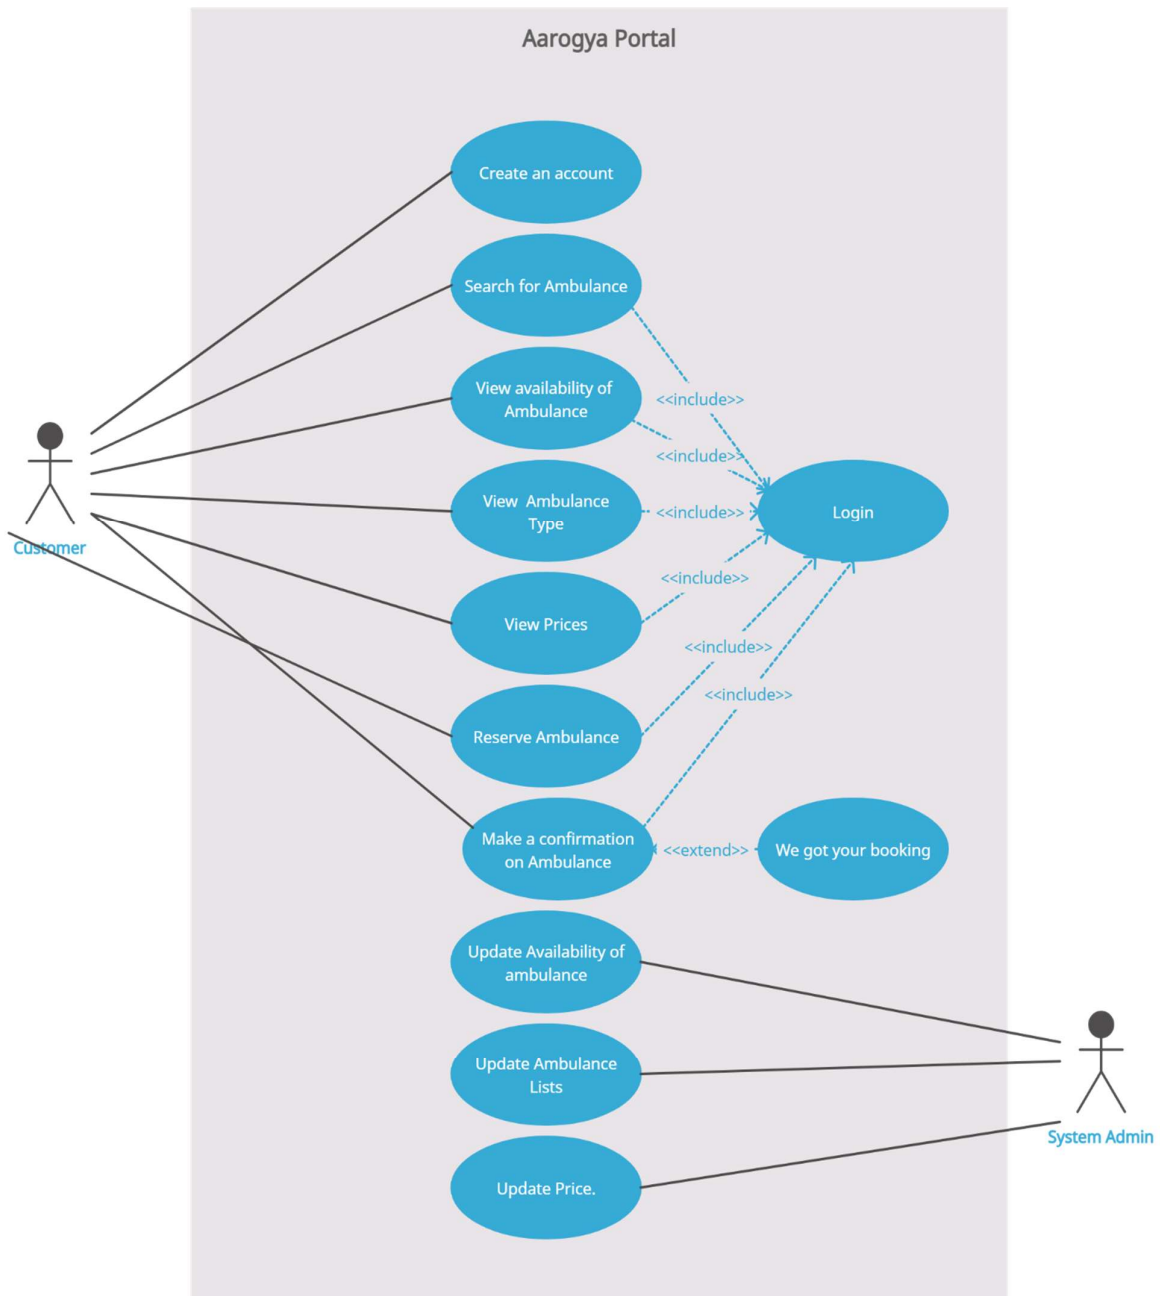 Aarogya Portal
Create an account
Search for Ambulance
View availability of
Ambulance
<<include>>
<<include>>
View Ambulance
Type
<<include>>
Login
Customer
<<include>>
View Prices
<<include>>
<<include>>
Reserve Ambulance
Make a confirmation
on Ambulance
<<extend>>
We got your booking
Update Availability of
ambulance
Update Ambulance
Lists
System Admin
Update Price.